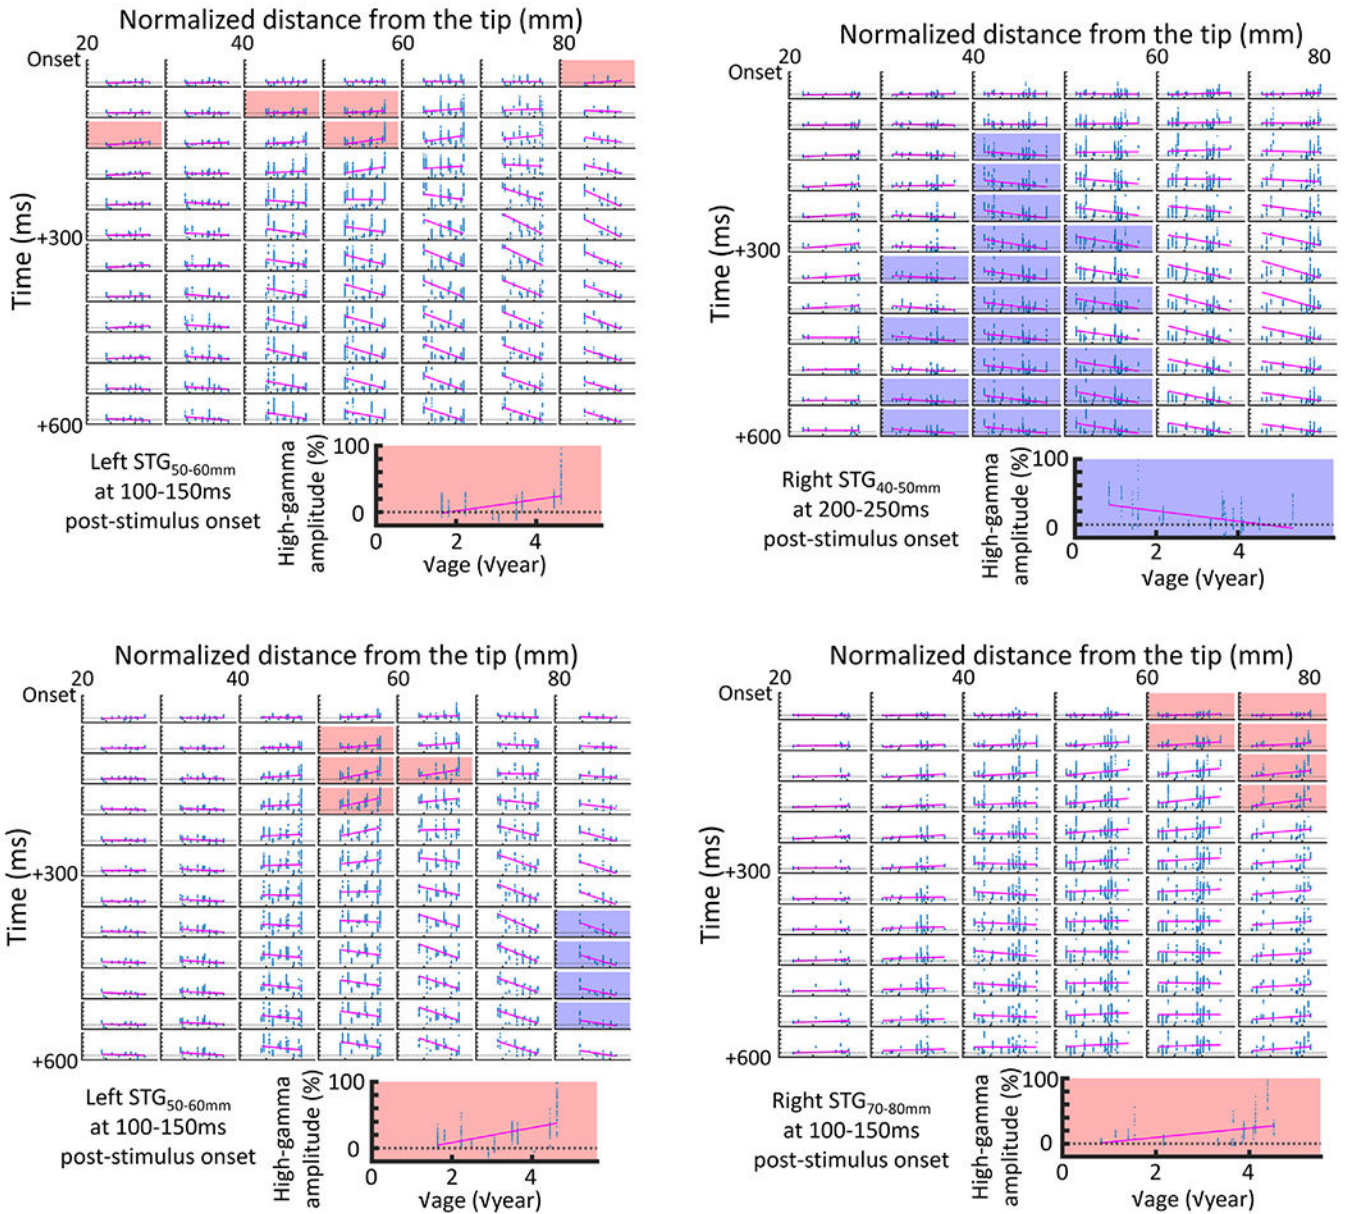 Normalized distance from the tip (mm)
20 40 60 80
Onset
Time (ms)
+300
+600
Left STG50-60mm
at 100-150ms
post-stimulus onset
High-gamma
amplitude (%)
100
0
0 2 4
√age (√year)
Normalized distance from the tip (mm)
20 40 60 80
Onset
Time (ms)
+300
+600
Right STG40-50mm
at 200-250ms
post-stimulus onset
High-gamma
amplitude (%)
100
0
0 2 4
√age (√year)
Normalized distance from the tip (mm)
20 40 60 80
Onset
Time (ms)
+300
+600
Left STG50-60mm
at 100-150ms
post-stimulus onset
High-gamma
amplitude (%)
100
0
0 2 4
√age (√year)
Normalized distance from the tip (mm)
20 40 60 80
Onset
Time (ms)
+300
+600
Right STG70-80mm
at 100-150ms
post-stimulus onset
High-gamma
amplitude (%)
100
0
0 2 4
√age (√year)